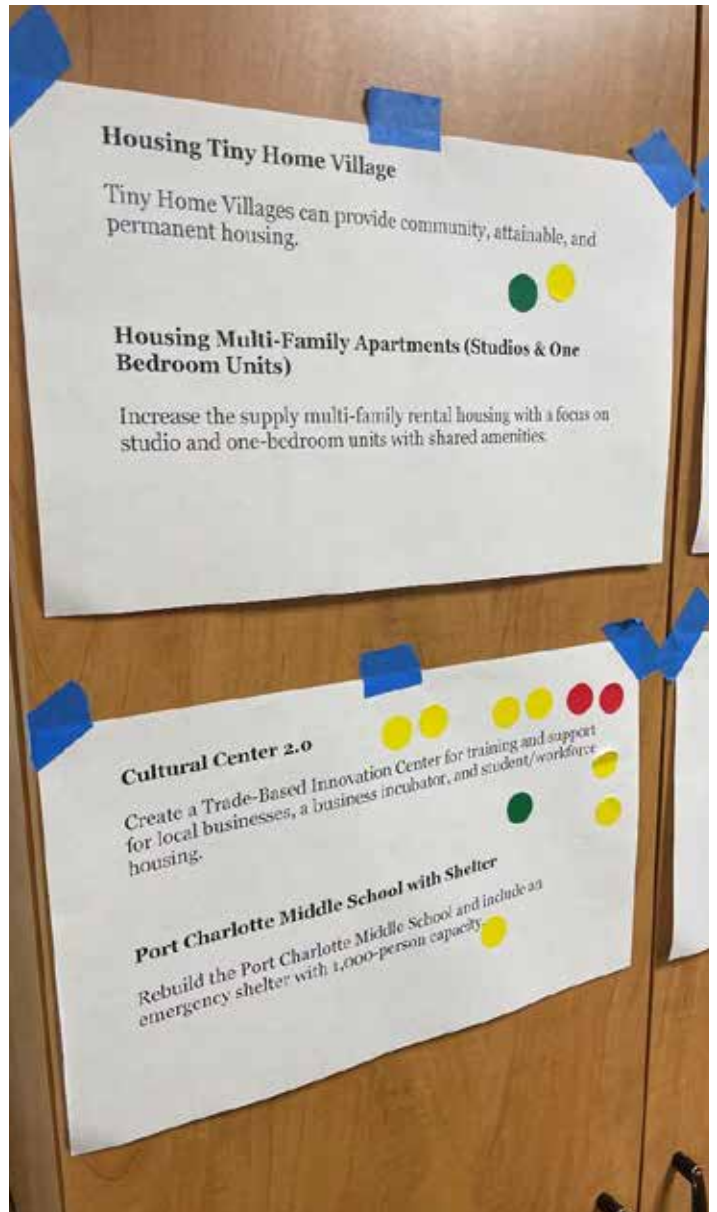 Housing Tiny Home Village
Tiny Home Villages can provide community, attainable, and
permanent housing.
Housing Multi-Family Apartments (Studios & One
Bedroom Units)
Increase the supply multi-family rental housing with a focus on
studio and one-bedroom units with shared amenities.
Cultural Center 2.0
Create a Trade-Based Innovation Center for training and support
for local businesses, a business incubator, and student/workforce
housing.
Port Charlotte Middle School with Shelter
Rebuild the Port Charlotte Middle School and include an
emergency shelter with 1,000-person capacity.